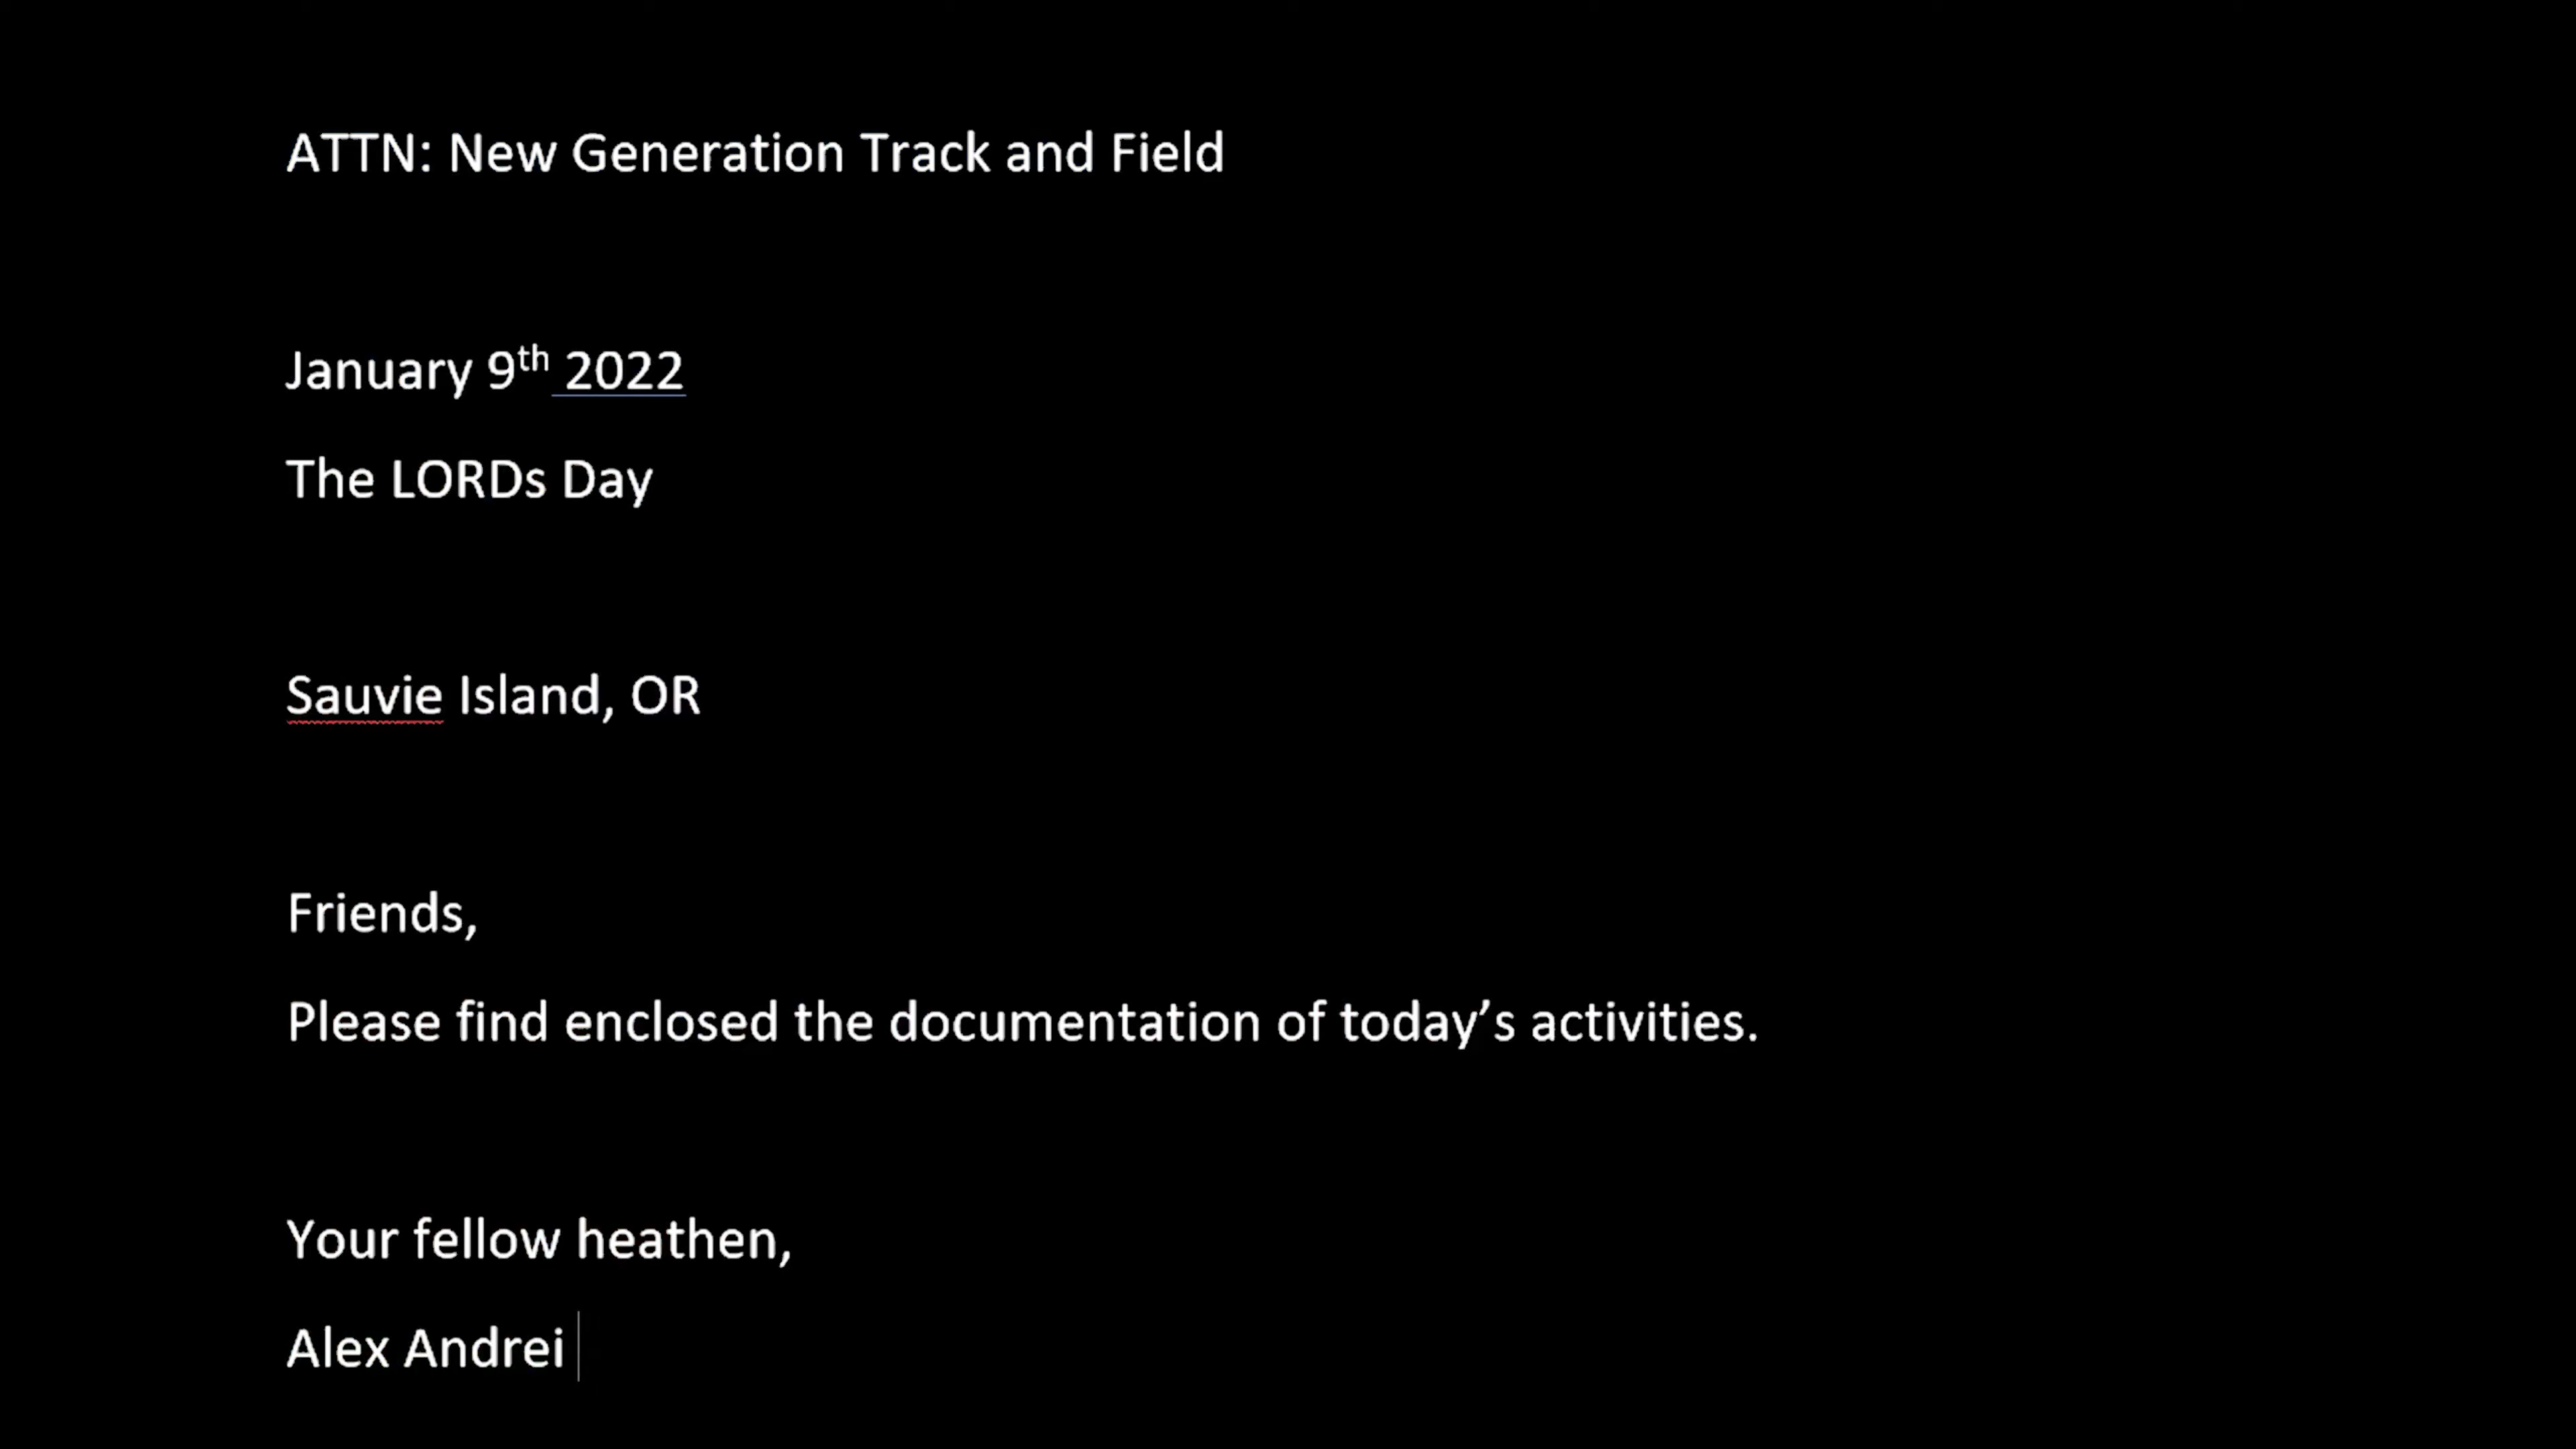 ATTN: New Generation Track and Field
January 9th 2022
The LORDs Day
Sauvie Island, OR
Friends,
Please find enclosed the documentation of today’s activities.
Your fellow heathen,
Alex Andrei